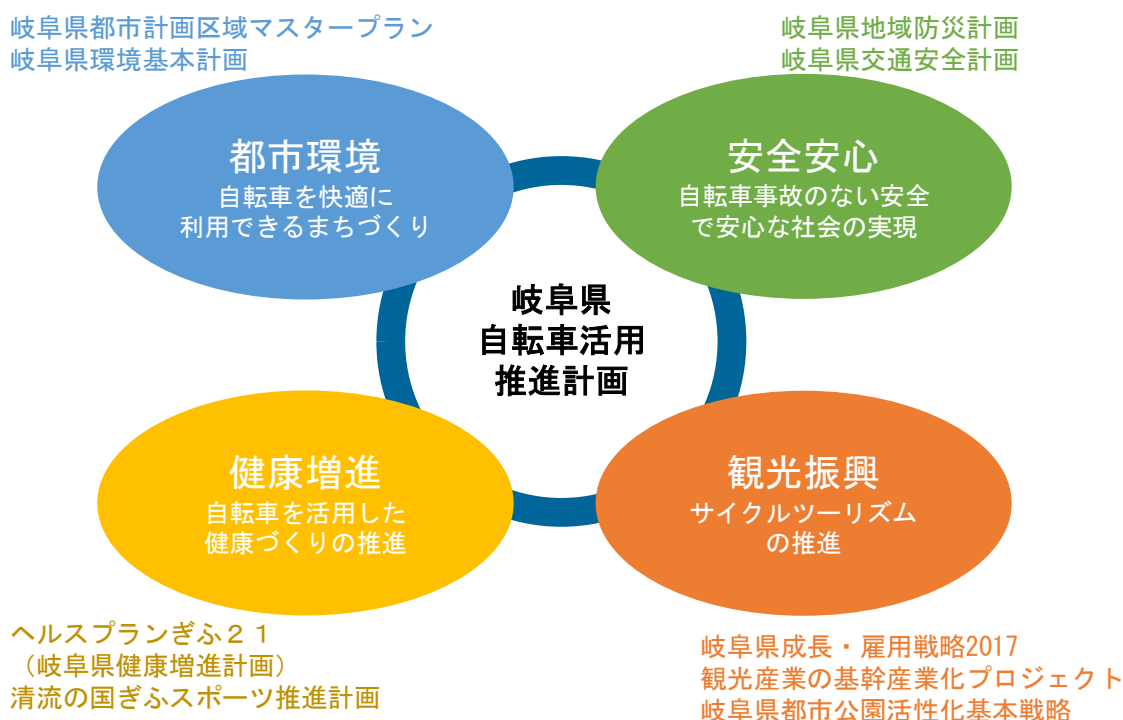 岐阜県都市計画区域マスタープラン
岐阜県環境基本計画
岐阜県地域防災計画
岐阜県交通安全計画
都市環境
自転車を快適に
利用できるまちづくり
安全安心
自転車事故のない安全
で安心な社会の実現
岐阜県
自転車活用
推進計画
健康増進
自転車を活用した
健康づくりの推進
観光振興
サイクルツーリズム
の推進
ヘルスプランぎふ２１
（岐阜県健康増進計画）
清流の国ぎふスポーツ推進計画
岐阜県成長・雇用戦略2017
観光産業の基幹産業化プロジェクト
岐阜県都市公園活性化基本戦略